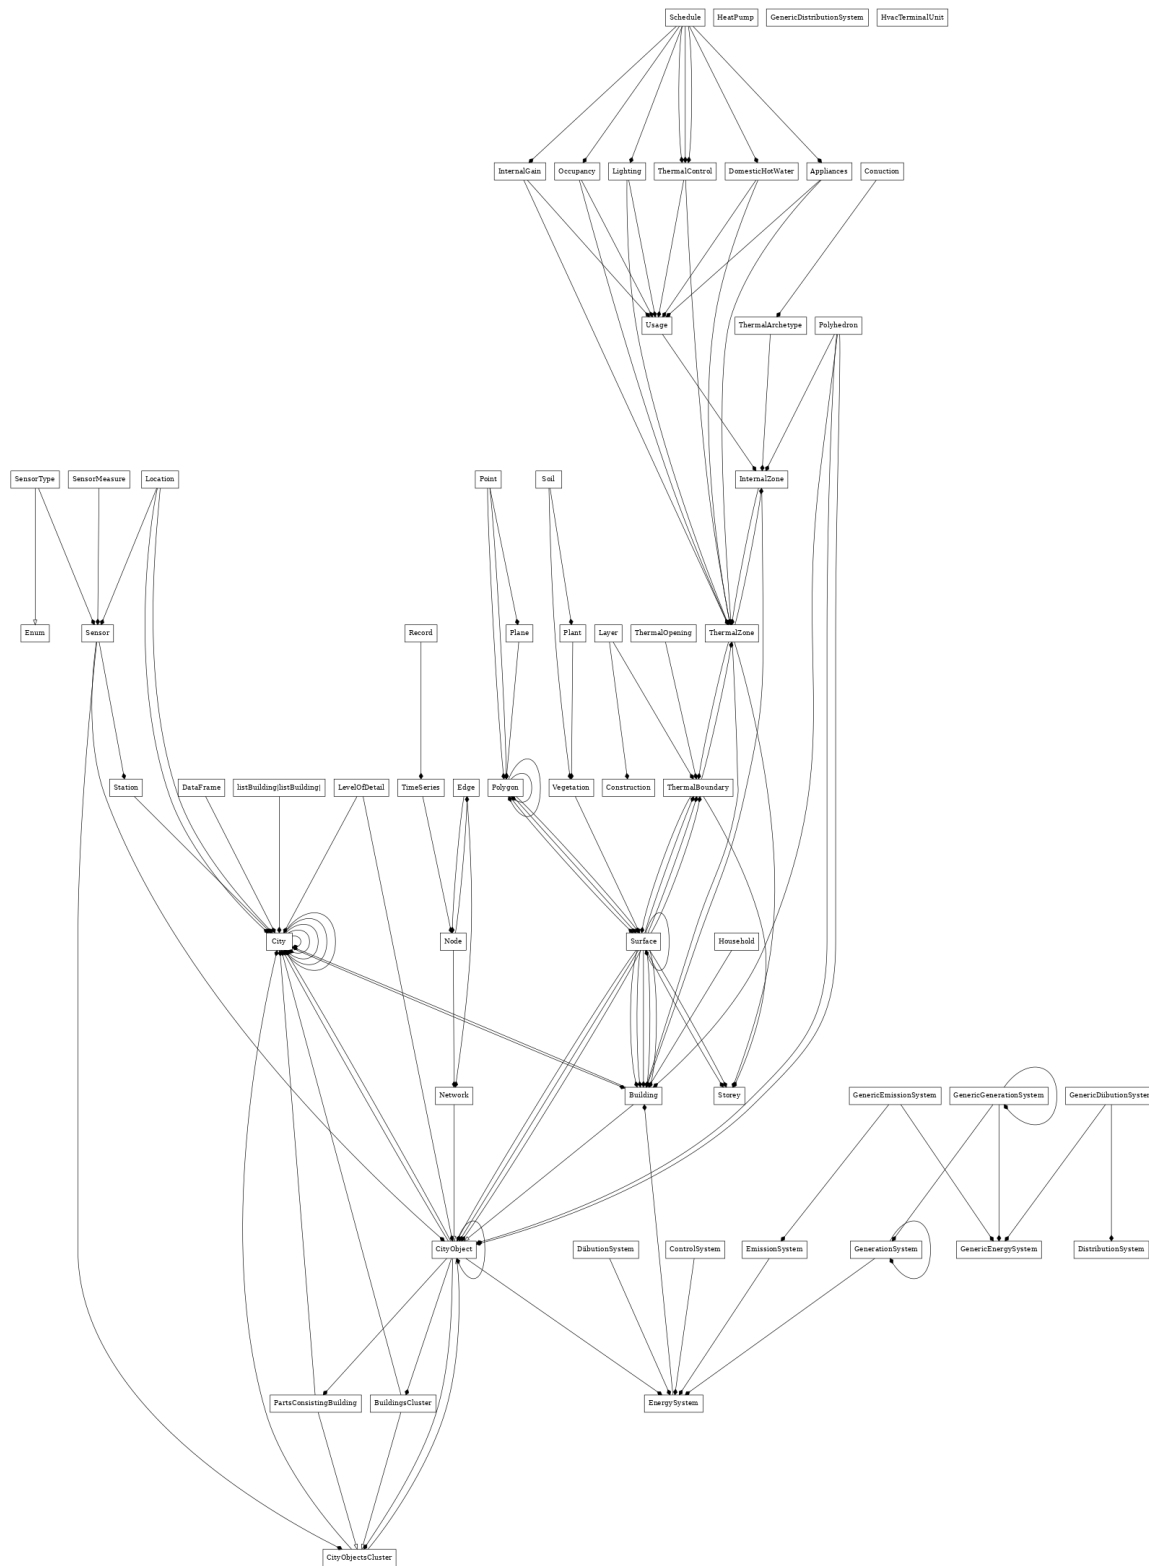 Schedule
HeatPump
GenericDistributionSystem
HvacTerminalUnit
InternalGain
Occupancy
Lighting
ThermalControl
DomesticHotWater
Appliances
Conuction
Usage
ThermalArchetype
Polyhedron
SensorType
SensorMeasure
Location
Point
Soil
InternalZone
Enum
Sensor
Record
Plane
Plant
Layer
ThermalOpening
ThermalZone
Station
DataFrame
listBuilding|listBuilding|
LevelOfDetail
TimeSeries
Edge
Polygon
Vegetation
Construction
ThermalBoundary
City
Node
Surface
Household
Network
Building
Storey
GenericEmissionSystem
GenericGenerationSystem
GenericDiibutionSystem
CityObject
DiibutionSystem
ControlSystem
EmissionSystem
GenerationSystem
GenericEnergySystem
DistributionSystem
PartsConsistingBuilding
BuildingsCluster
EnergySystem
CityObjectsCluster